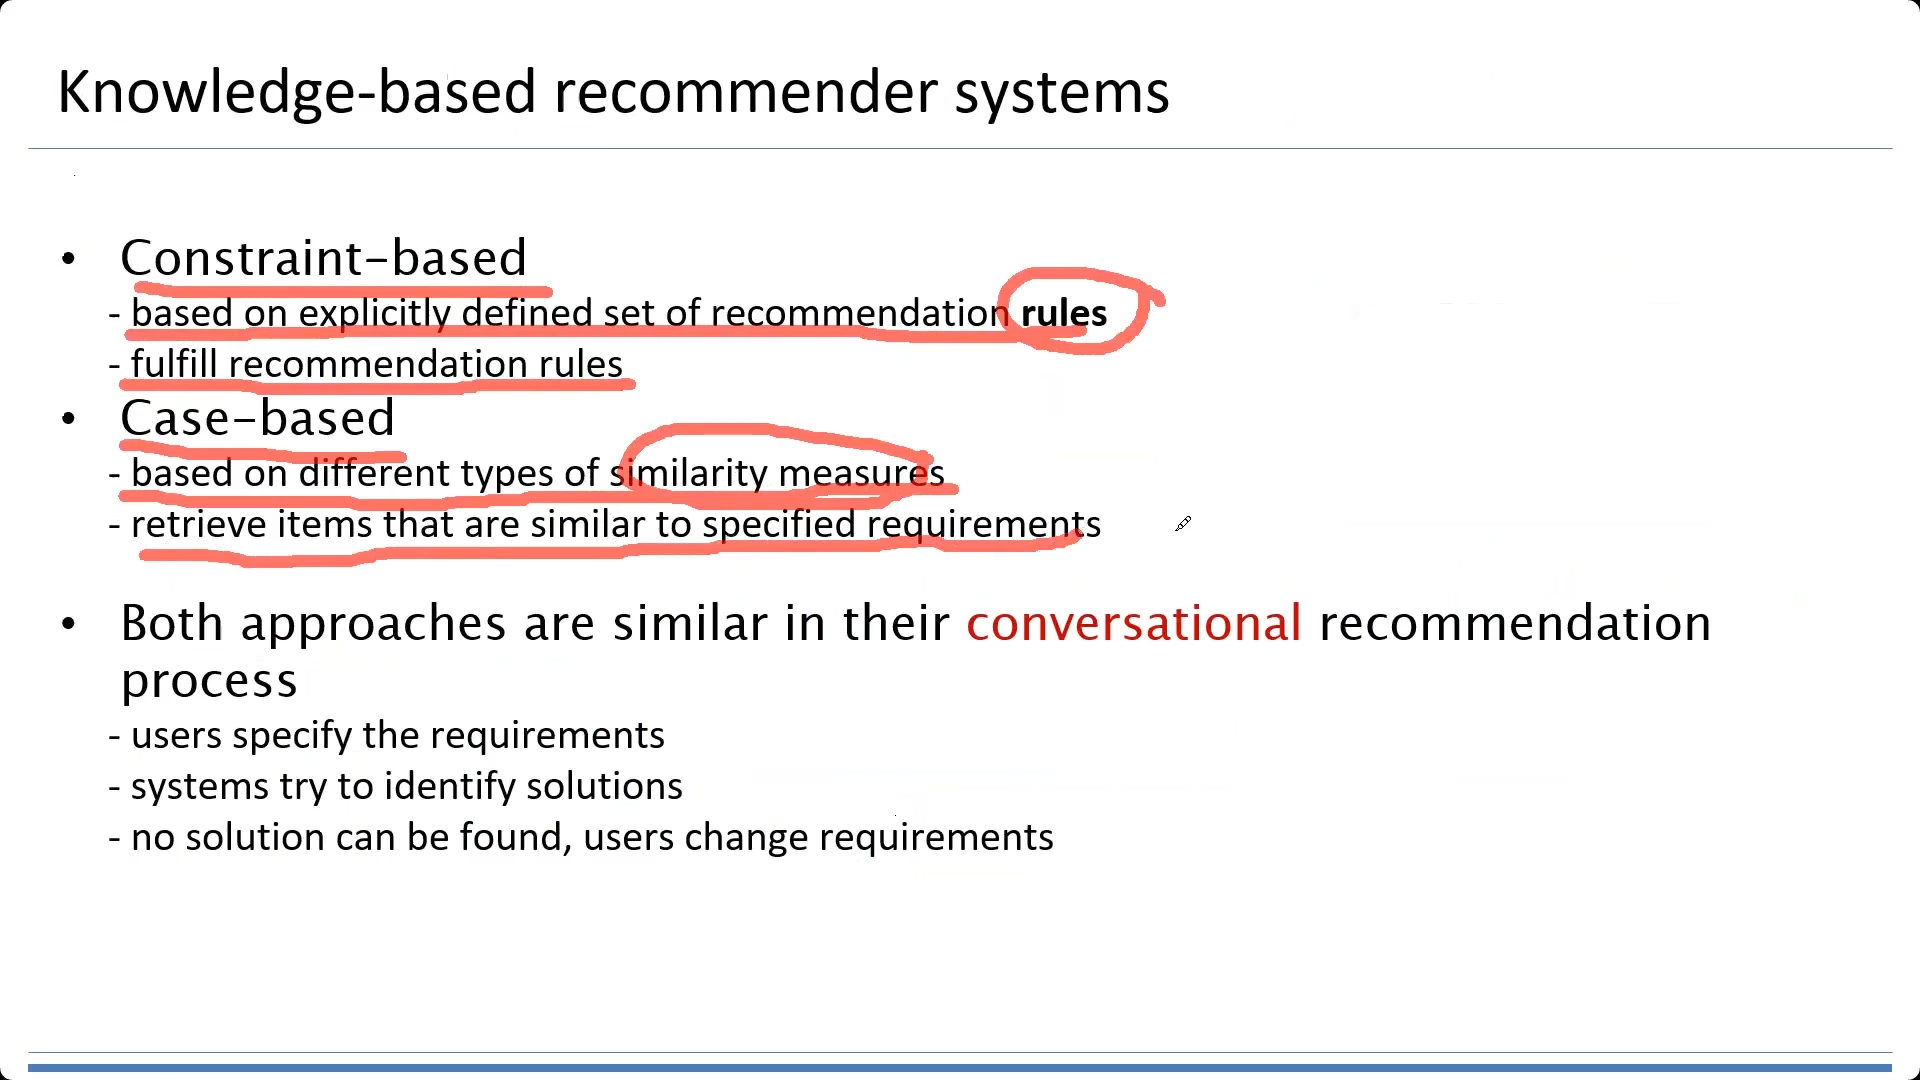 Knowledge-based recommender systems
• Constraint-based
- based on explicitly defined set of recommendation rules
- fulfill recommendation rules
• Case-based
- based on different types of similarity measures
- retrieve items that are similar to specified requirements
• Both approaches are similar in their conversational recommendation
process
- users specify the requirements
- systems try to identify solutions
- no solution can be found, users change requirements